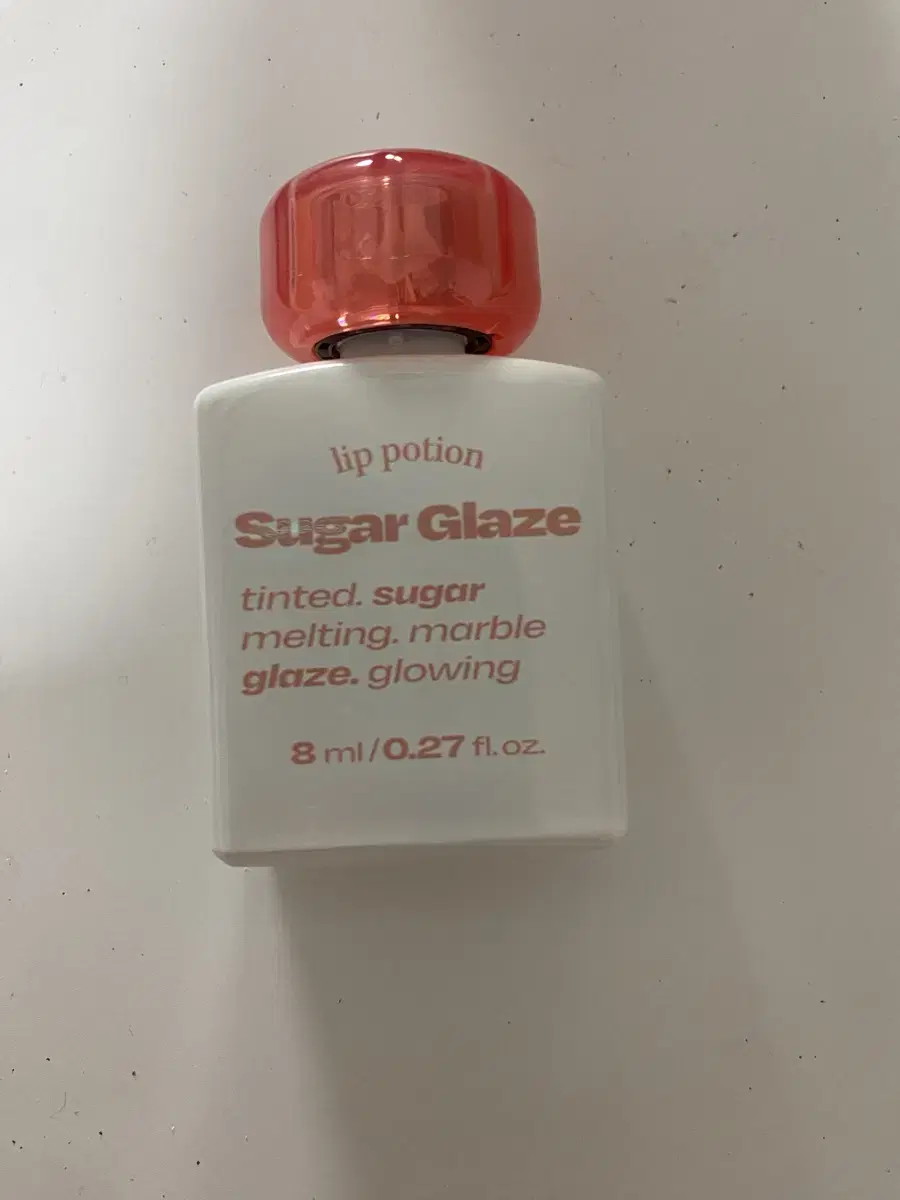 lip potion
Sugar Glaze
tinted. sugar
melting. marble
glaze. glowing
8 ml/0.27 fl.oz.